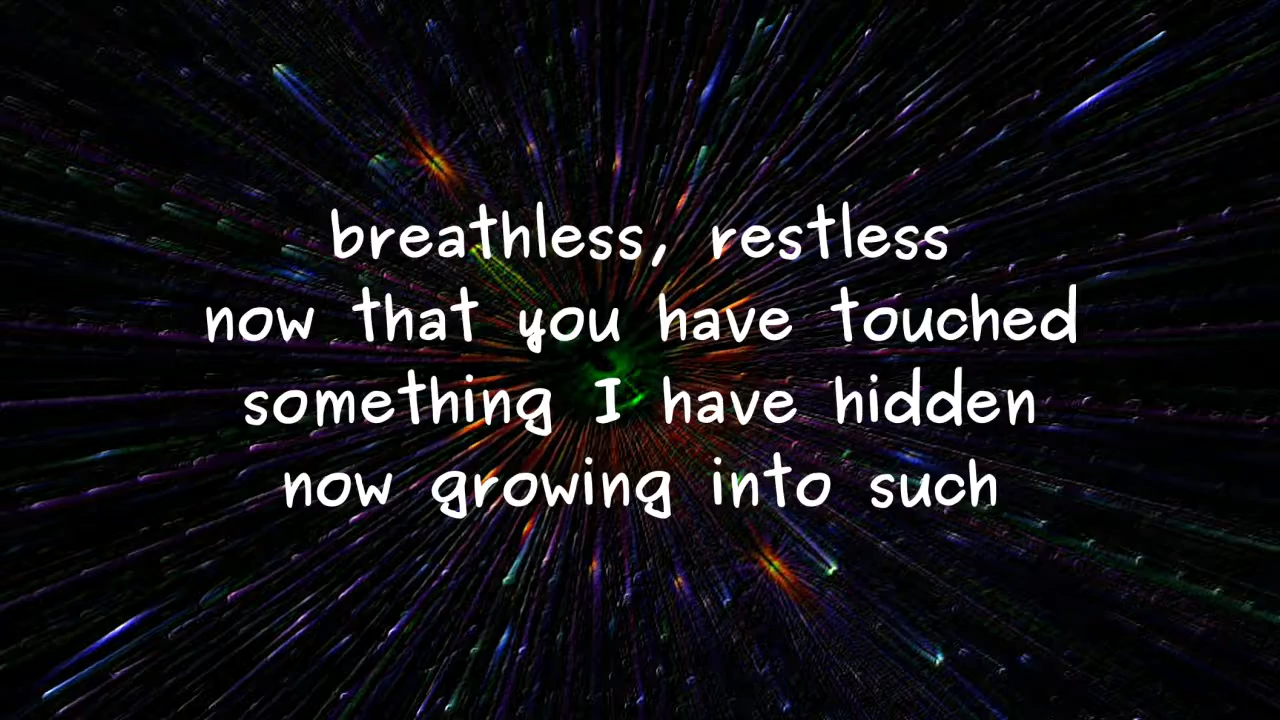 breathless, restless
now that you have touched
something I have hidden
now growing into such